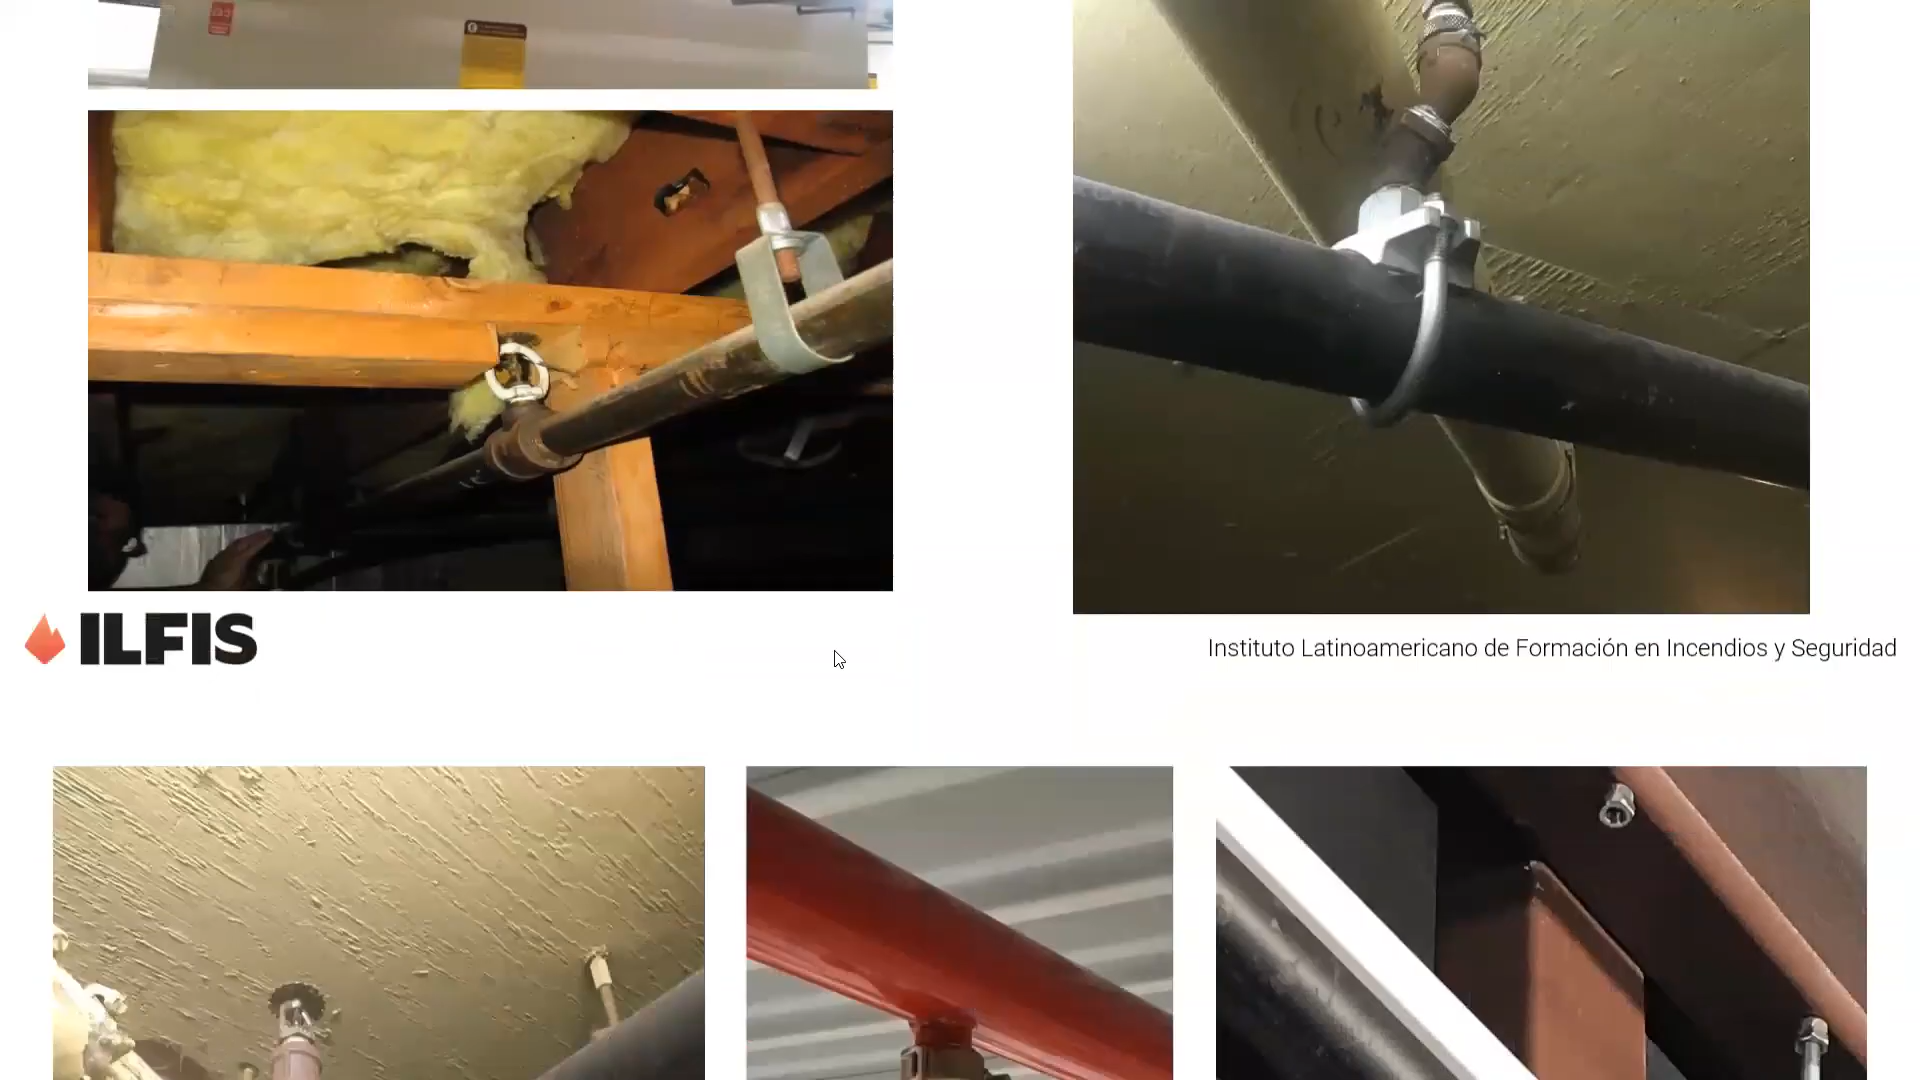 ILFIS
Instituto Latinoamericano de Formación en Incendios y Seguridad